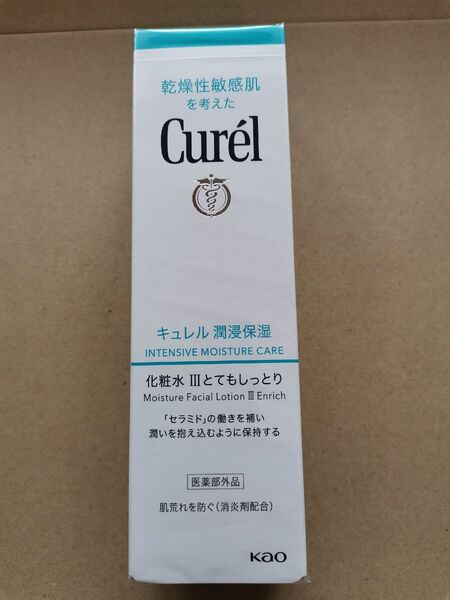 乾燥性敏感肌
を考えた
Curél
キュレル 潤浸保湿
INTENSIVE MOISTURE CARE
化粧水 Ⅲとてもしっとり
Moisture Facial Lotion Ⅲ Enrich
「セラミド」の働きを補い
潤いを抱え込むように保持する
医薬部外品
肌荒れを防ぐ(消炎剤配合)
Kao